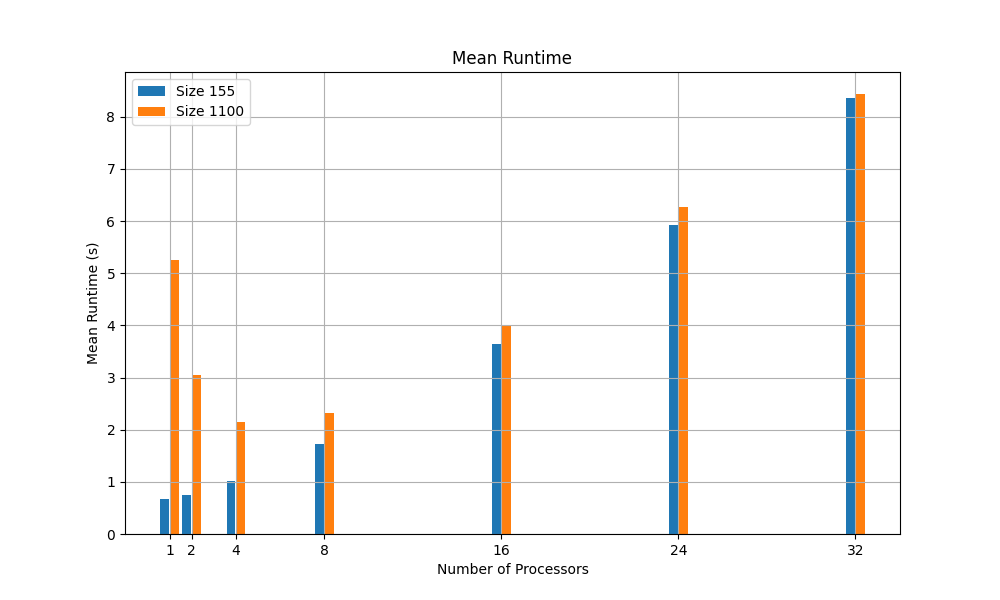 Mean Runtime
Size 155
Size 1100
8
7
6
5
4
3
2
1
0
Mean Runtime (s)
1 2 4 8 16 24 32
Number of Processors